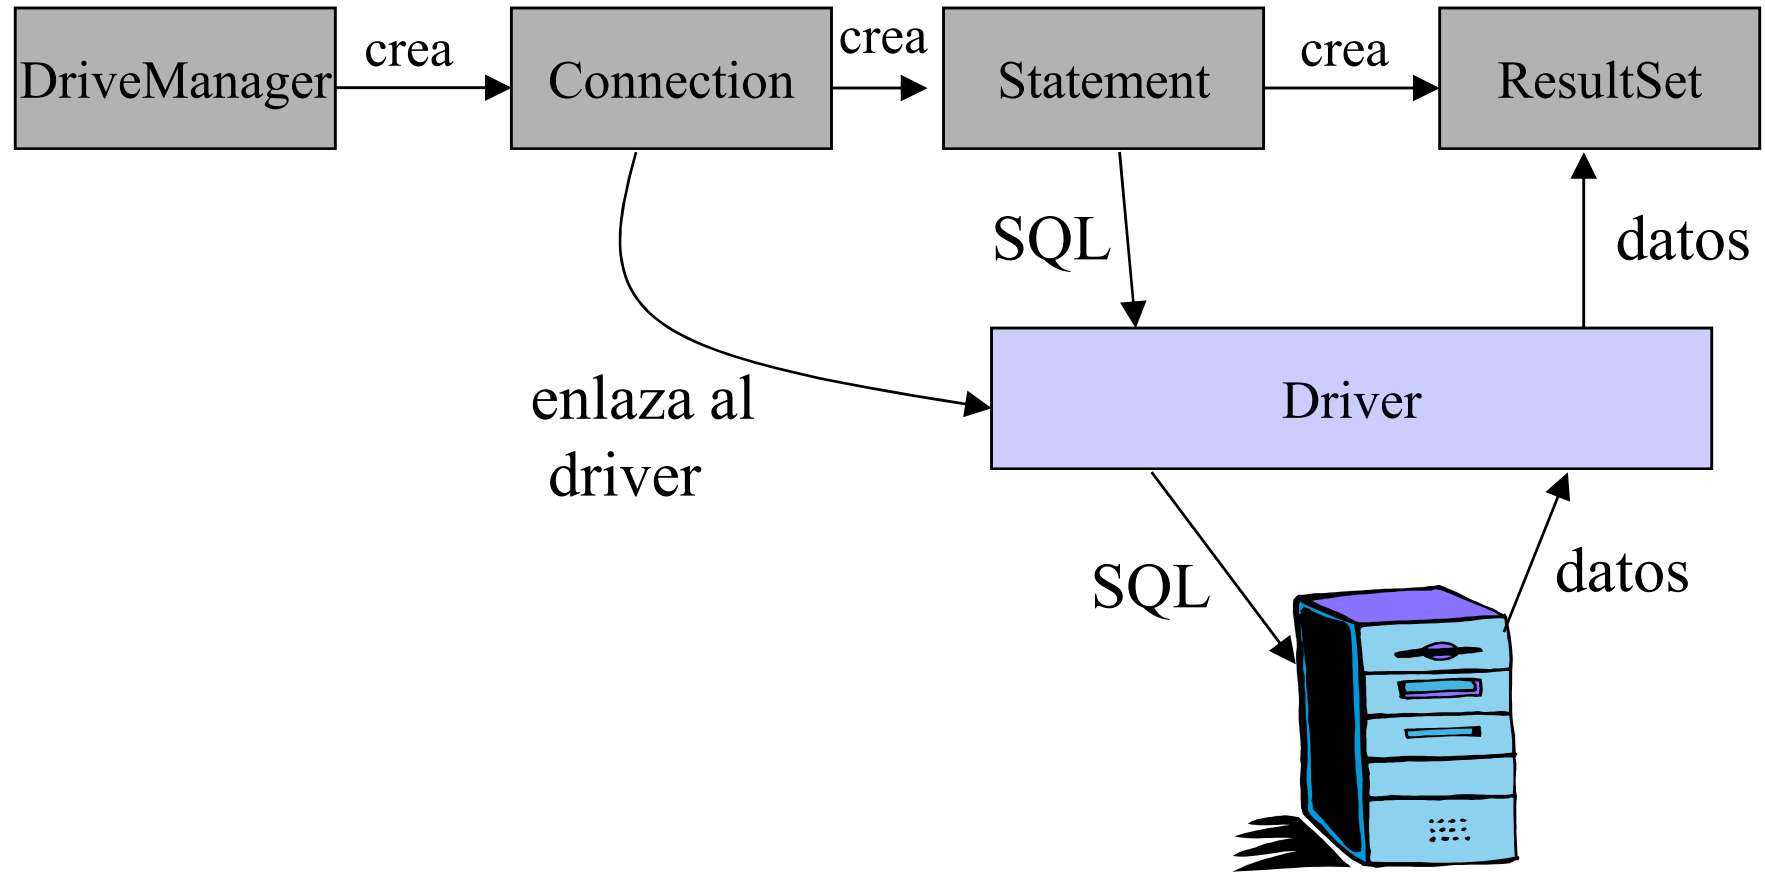 DriveManager
crea
Connection
crea
Statement
crea
ResultSet
SQL
datos
enlaza al
driver
Driver
SQL
datos